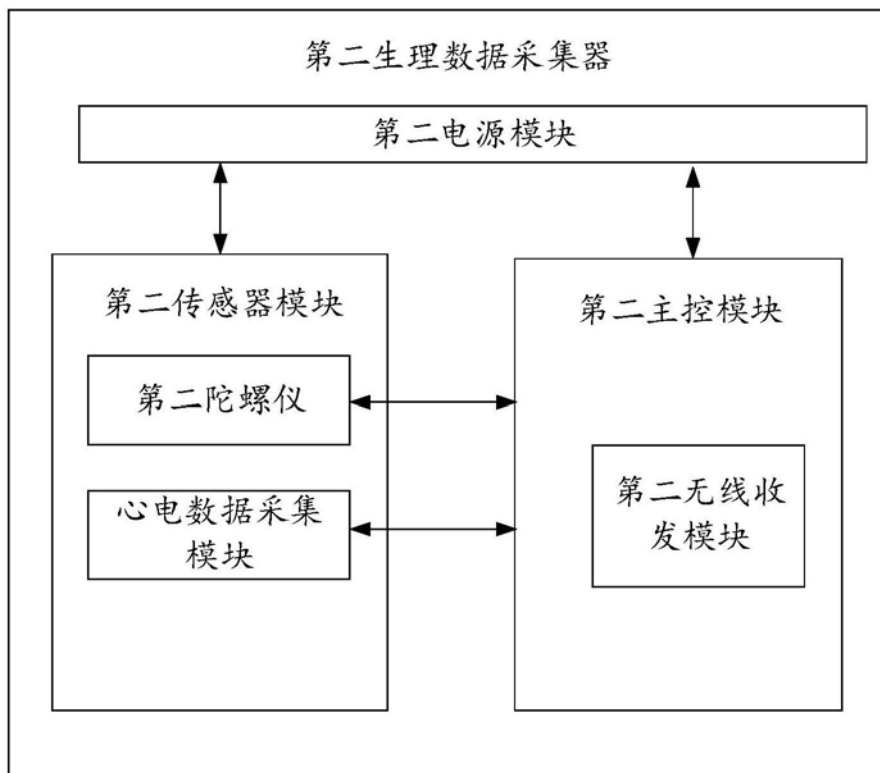 第二生理数据采集器
第二电源模块
第二传感器模块
第二陀螺仪
心电数据采集
模块
第二主控模块
第二无线收
发模块